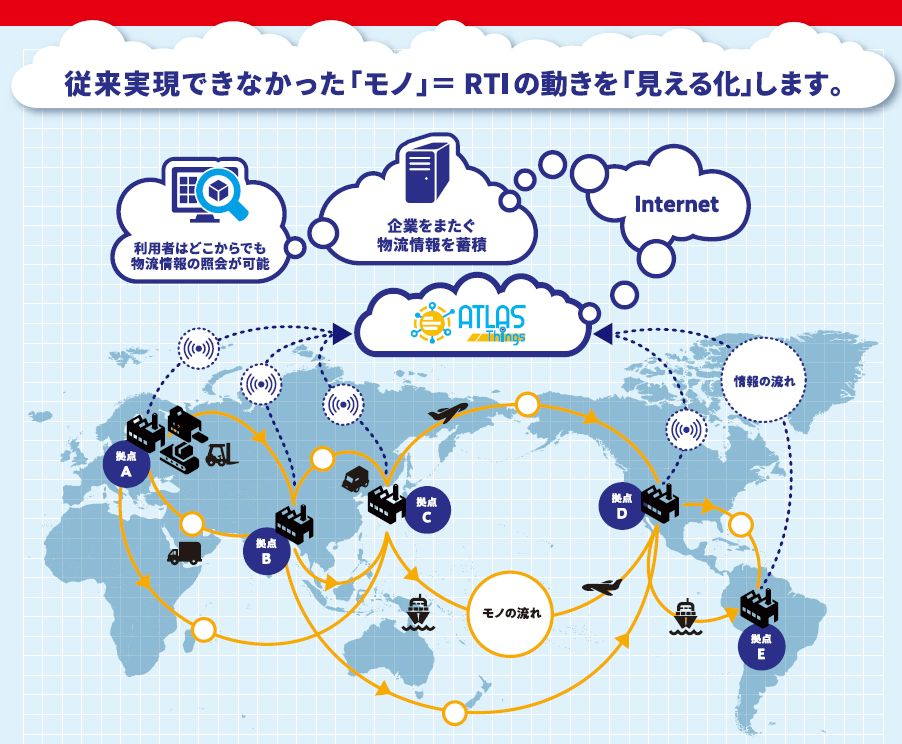 従来実現できなかった「モノ」＝ RTIの動きを「見える化」します。
利用者はどこからでも
物流情報の照会が可能
企業をまたぐ
物流情報を蓄積
Internet
ATLAS
Things
情報の流れ
拠点
A
拠点
B
拠点
C
拠点
D
モノの流れ
拠点
E